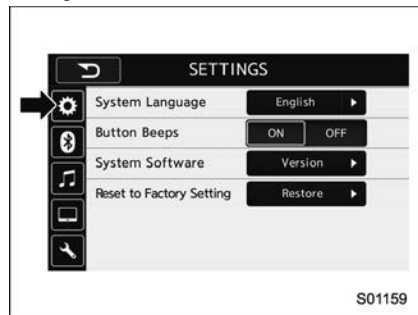 SETTINGS
System Language English
Button Beeps ON OFF
System Software Version
Reset to Factory Setting Restore
S01159